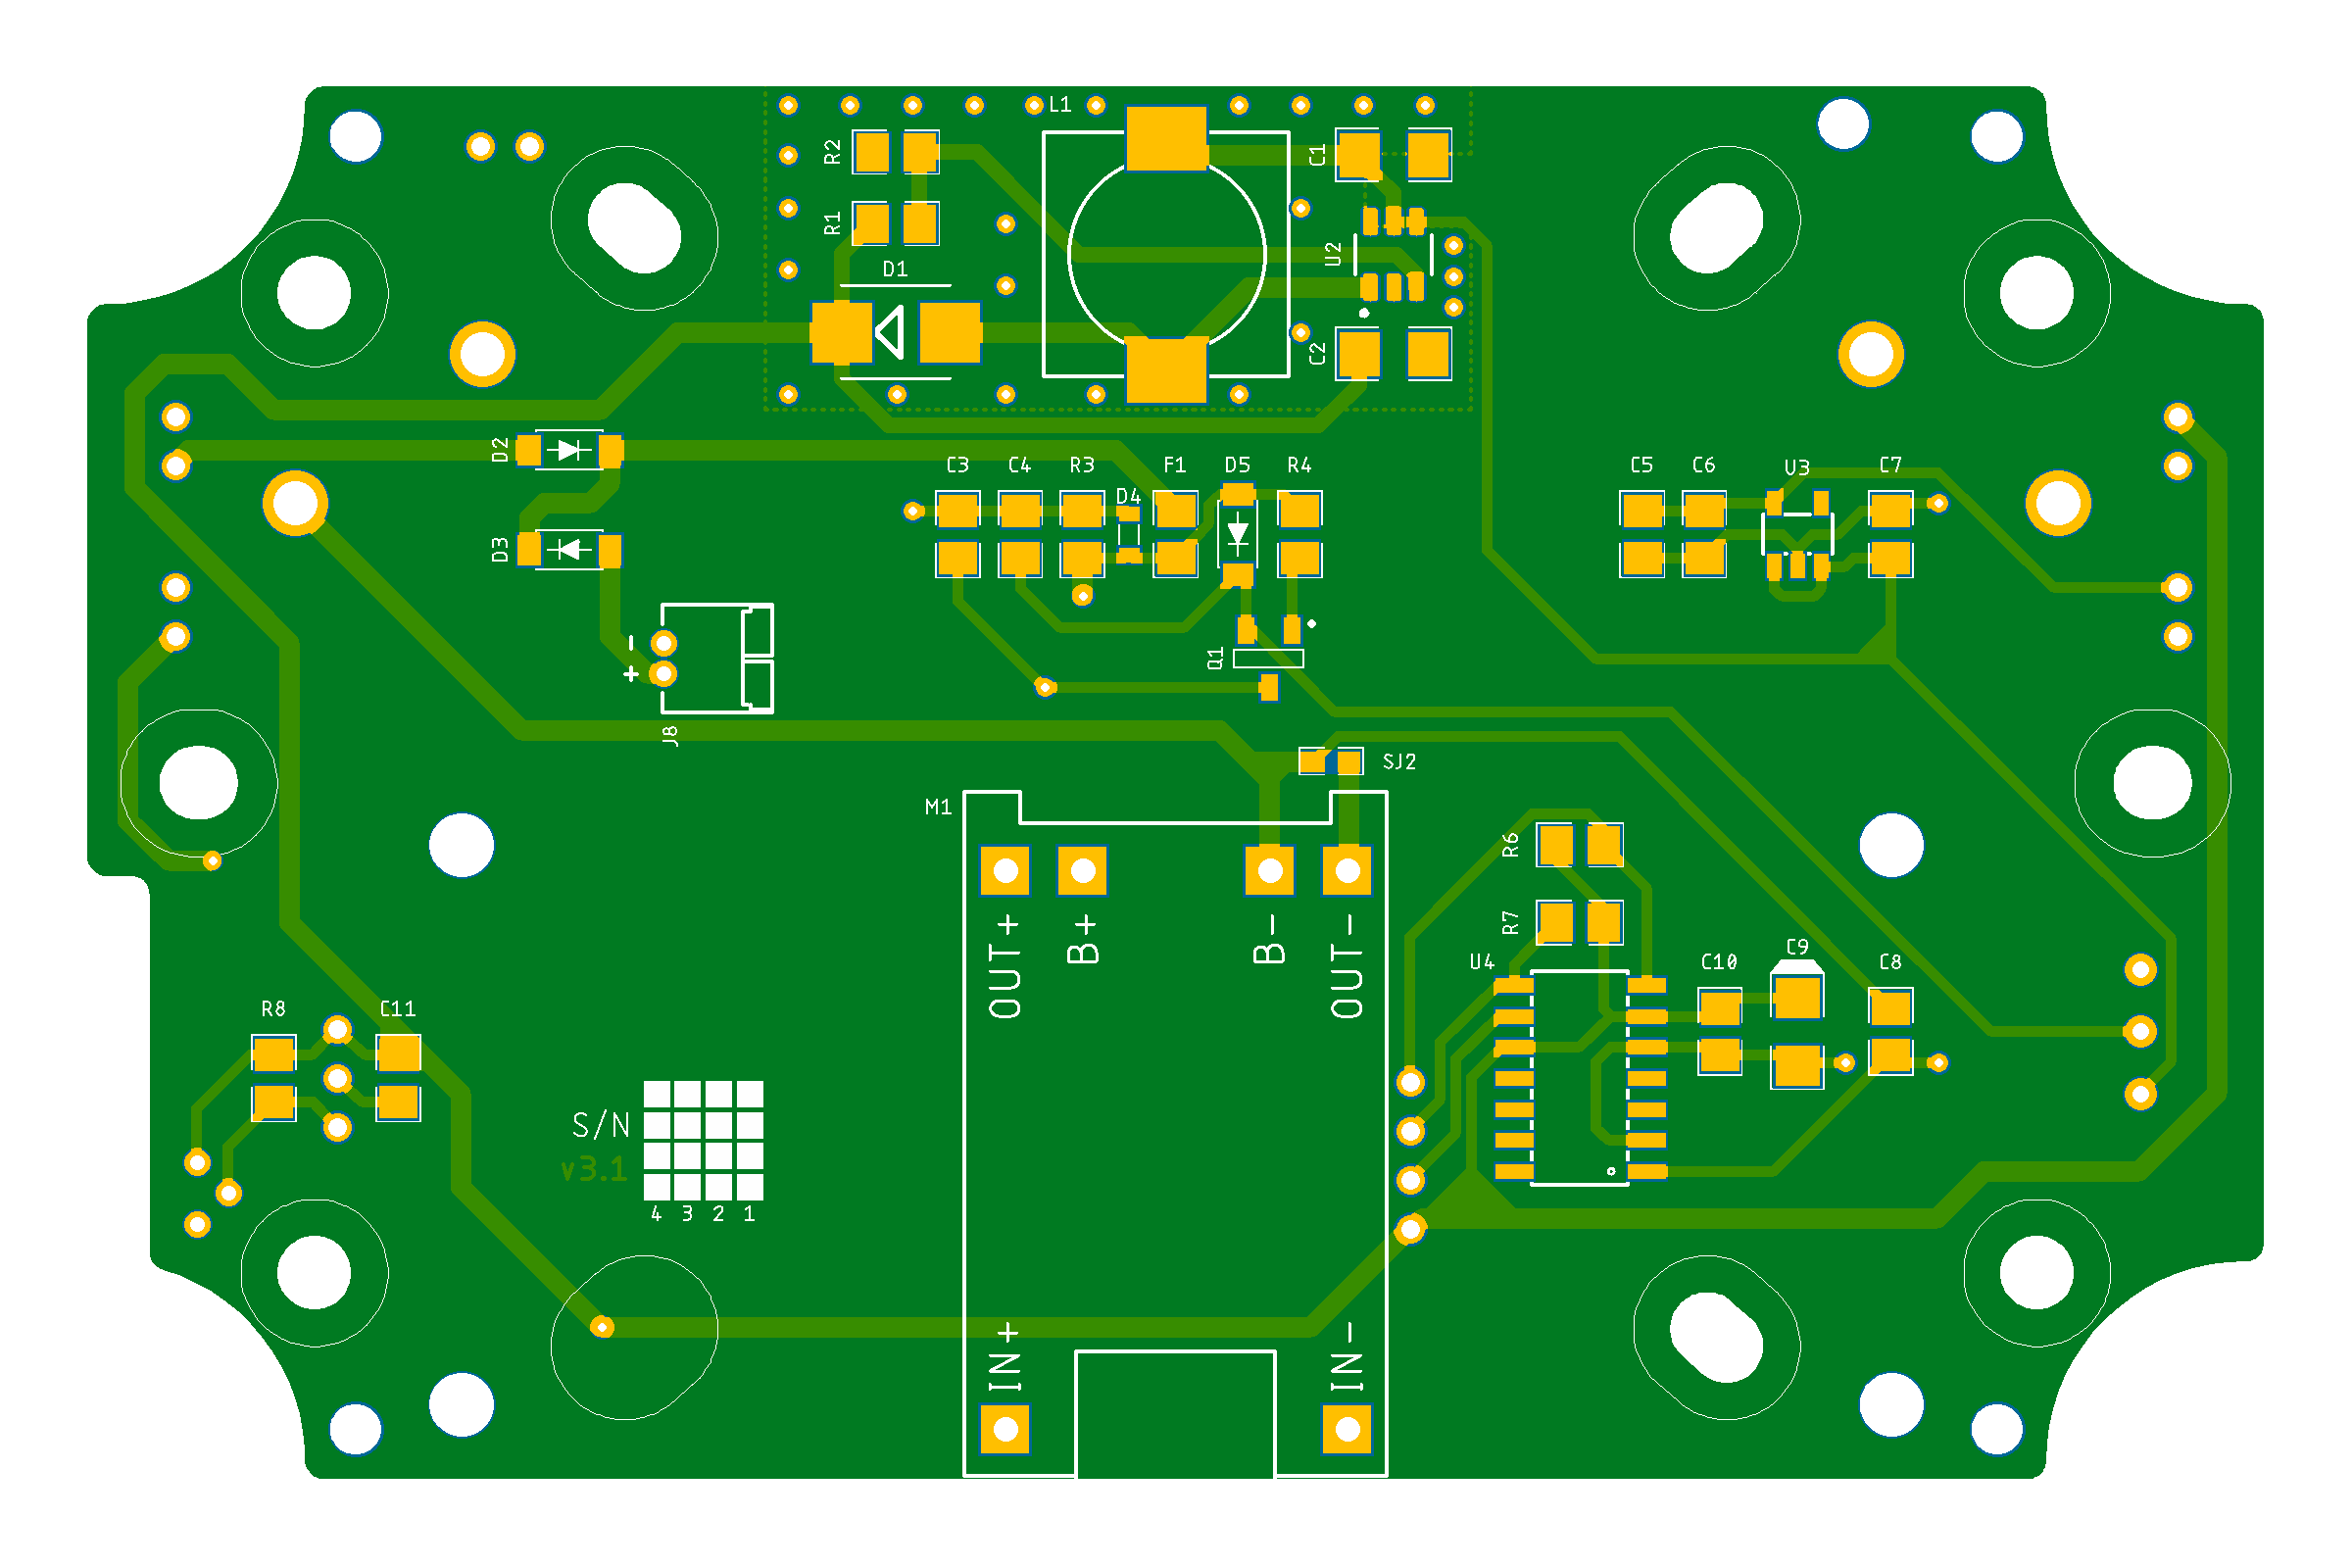 L1
R2
C1
R1
U2
D1
C2
D2
C3 C4 R3 F1 D5 R4
C5 C6 U3 C7
D4
D3
Q1
- +
J8
SJ2
M1
R6
OUT+ B+ B- OUT-
R7
U4 C10 C9 C8
R8 C11
S/N
v3.1
4 3 2 1
IN+ IN-